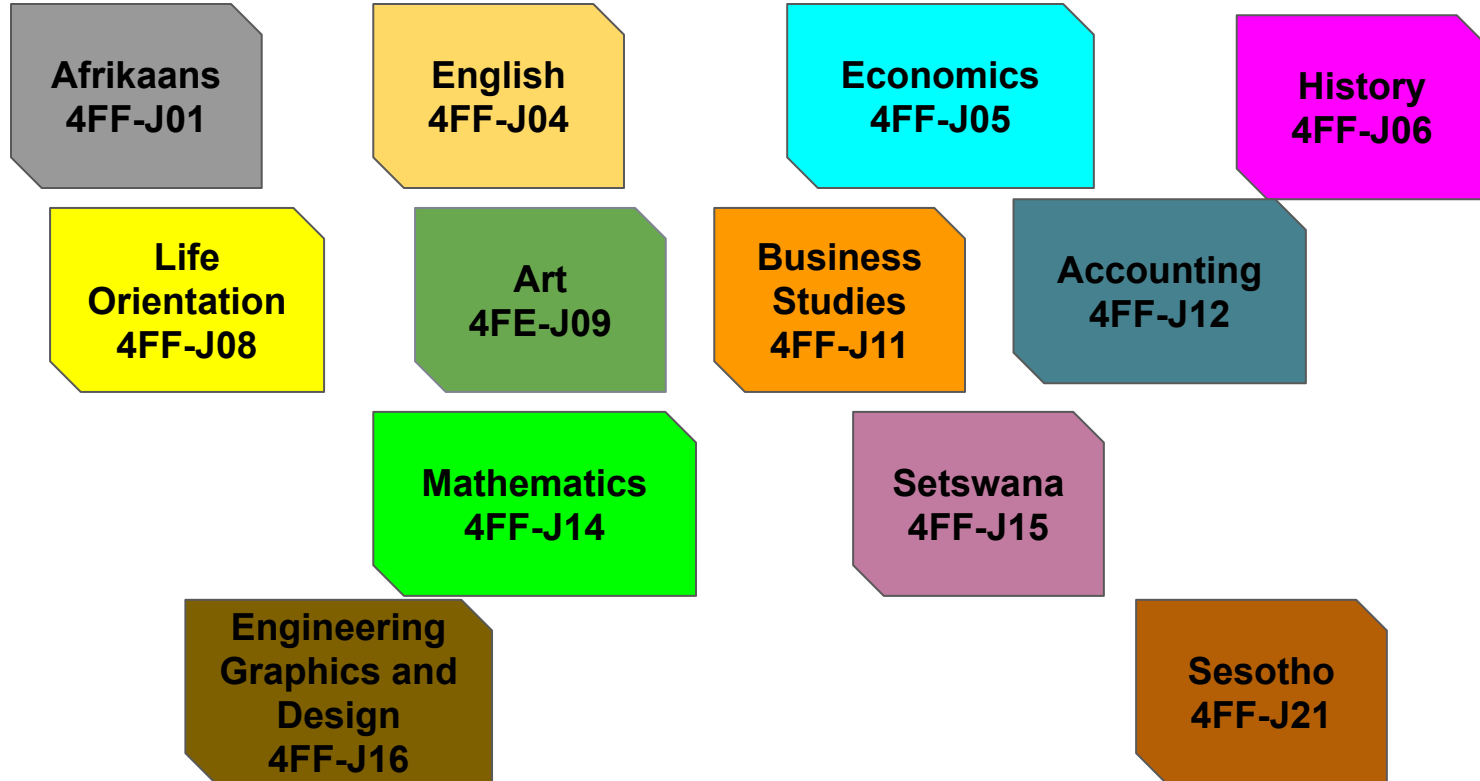 Afrikaans
4FF-J01
English
4FF-J04
Economics
4FF-J05
History
4FF-J06
Life
Orientation
4FF-J08
Art
4FE-J09
Business
Studies
4FF-J11
Accounting
4FF-J12
Mathematics
4FF-J14
Setswana
4FF-J15
Engineering
Graphics and
Design
4FF-J16
Sesotho
4FF-J21